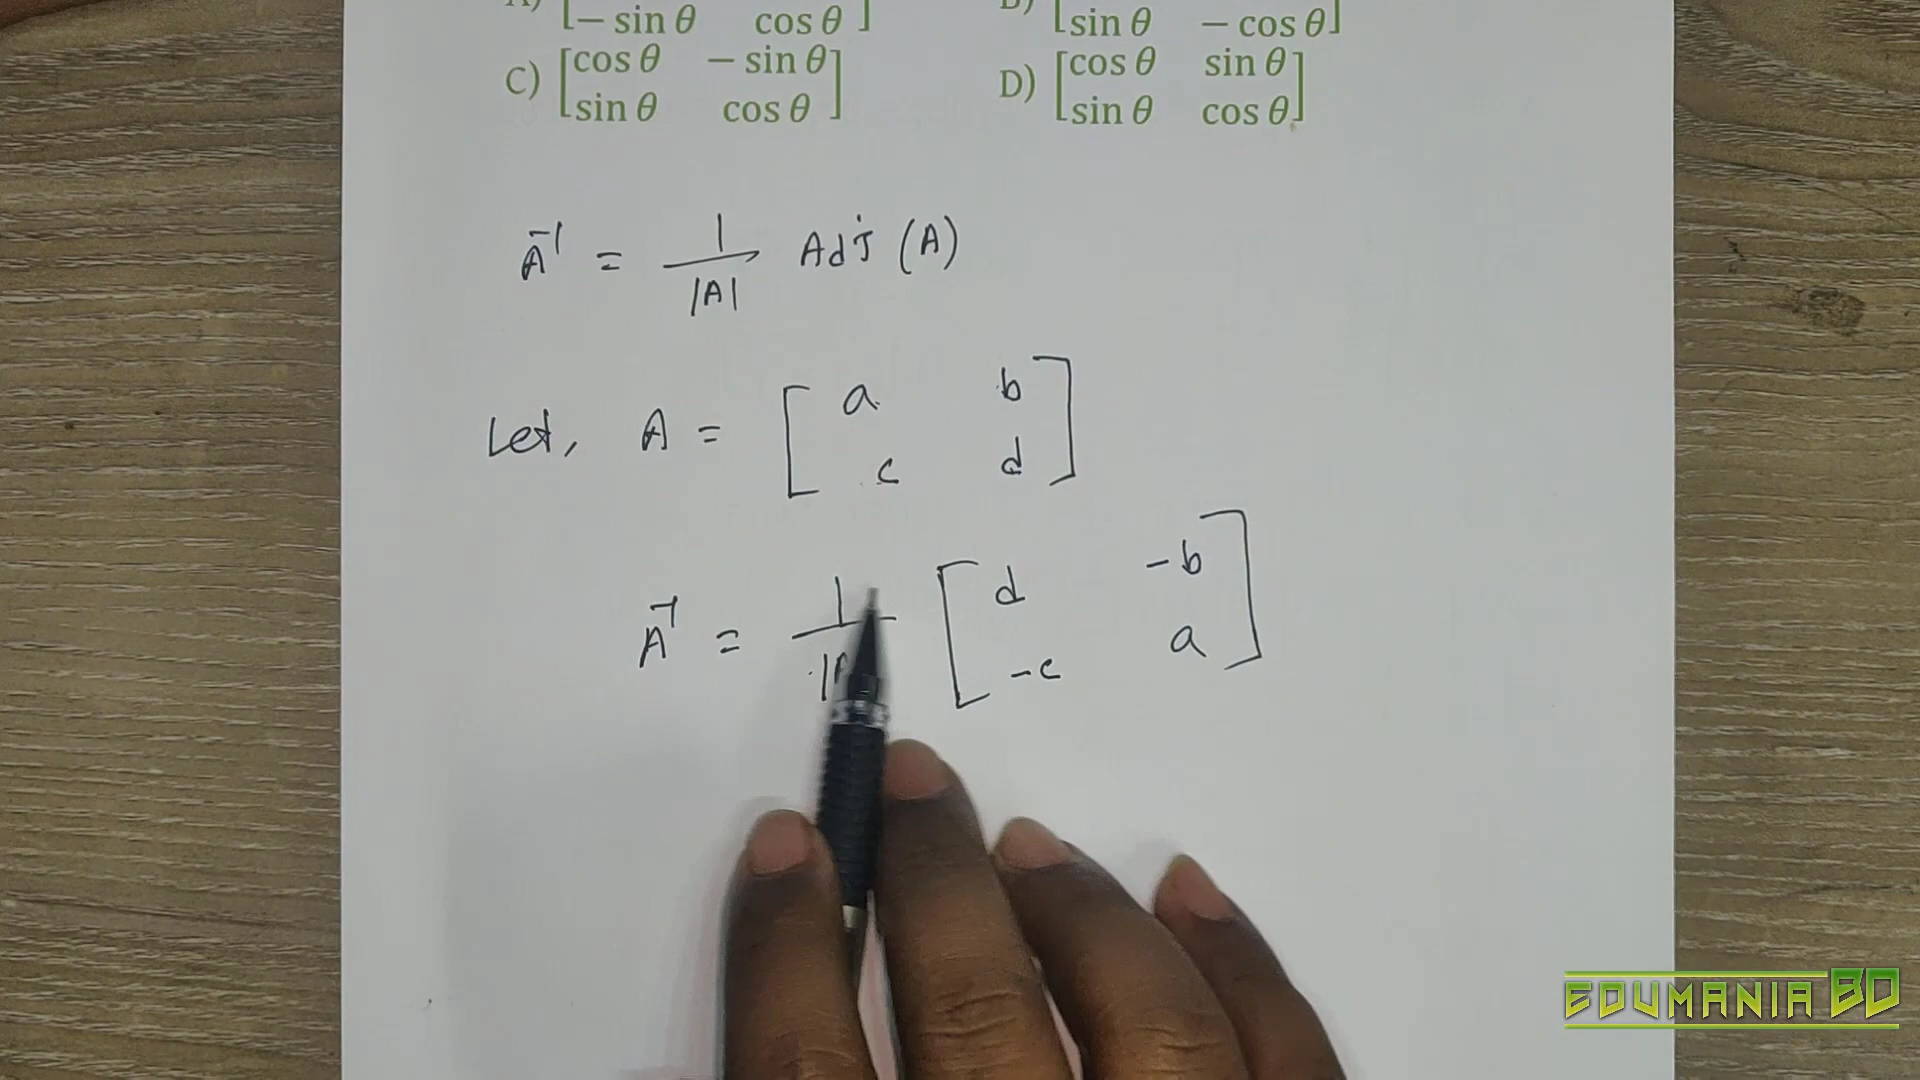 A) [− sin θ cos θ] B) [sin θ − cos θ]
C) [cos θ − sin θ] D) [cos θ sin θ]
[sin θ cos θ] [sin θ cos θ]
A⁻¹ = 1/|A| Adj (A)
Let, A = [a b]
[c d]
A⁻¹ = 1/|A [d -b]
[-c a]
EDUMANIA BD